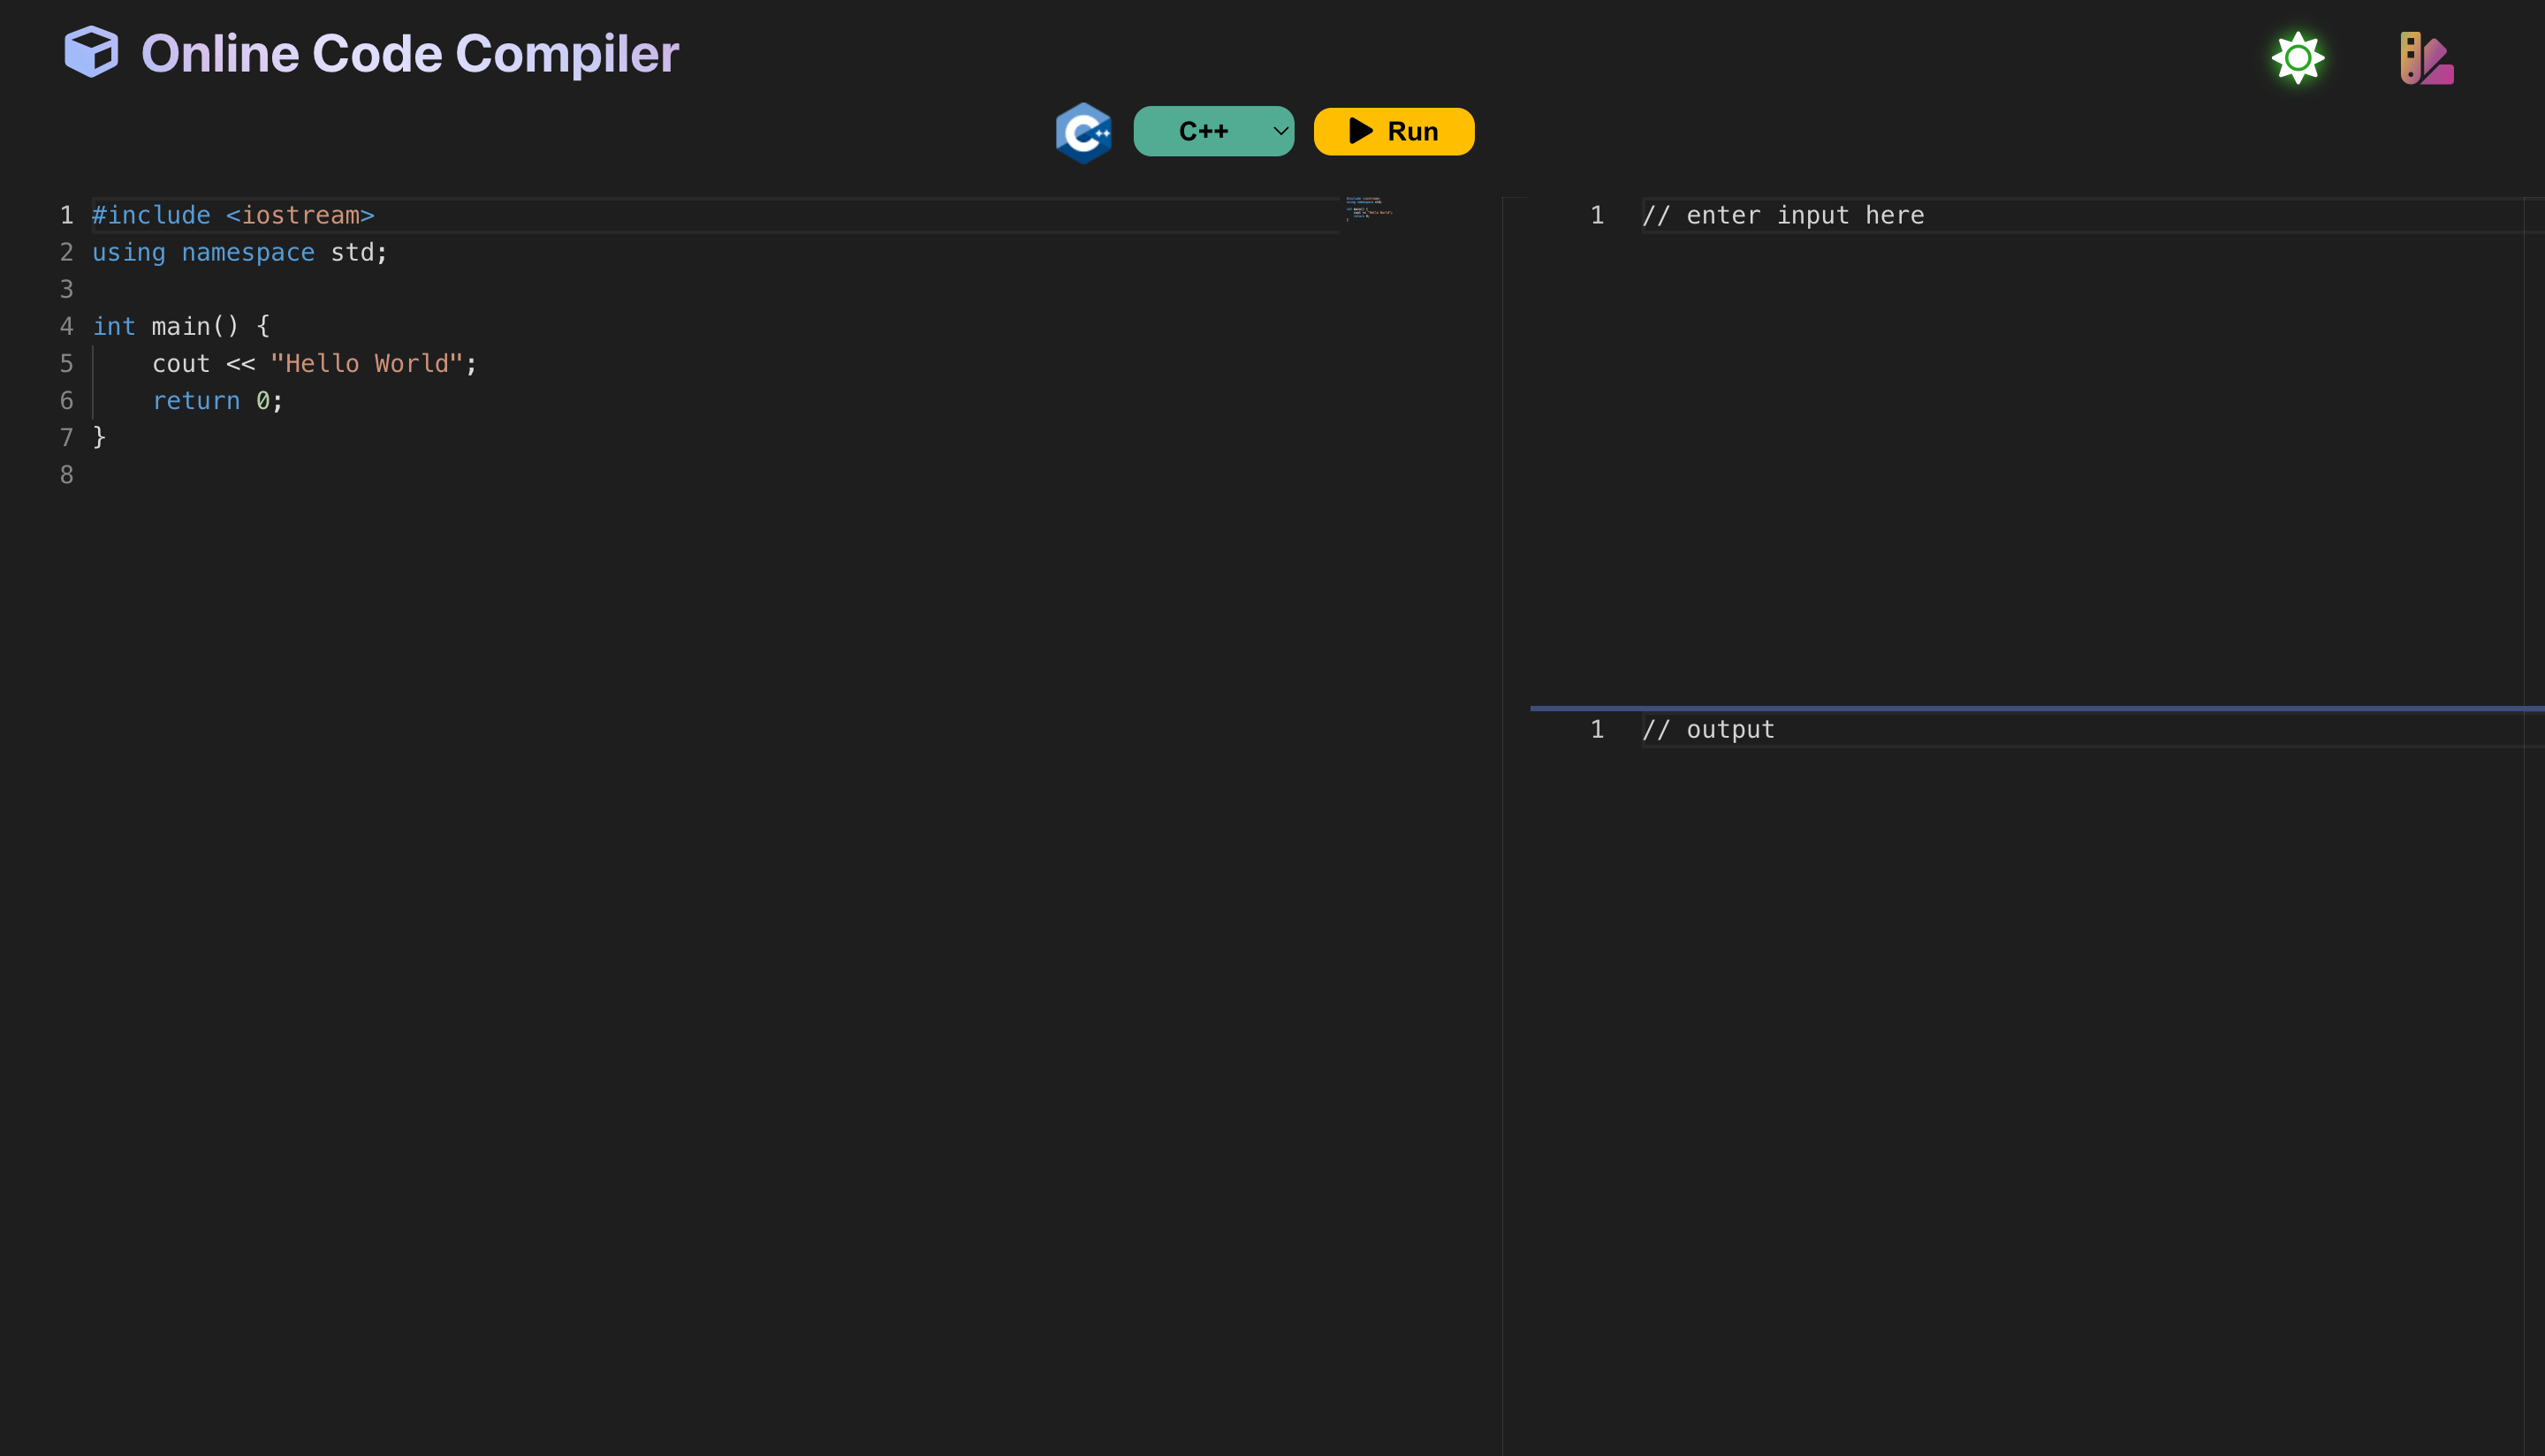 Online Code Compiler
C++
Run
1 #include <iostream>
2 using namespace std;
3
4 int main() {
5     cout << "Hello World";
6     return 0;
7 }
8
1 // enter input here
1 // output